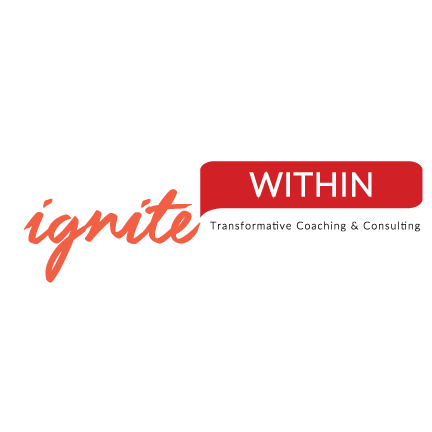 ignite
WITHIN
Transformative Coaching & Consulting